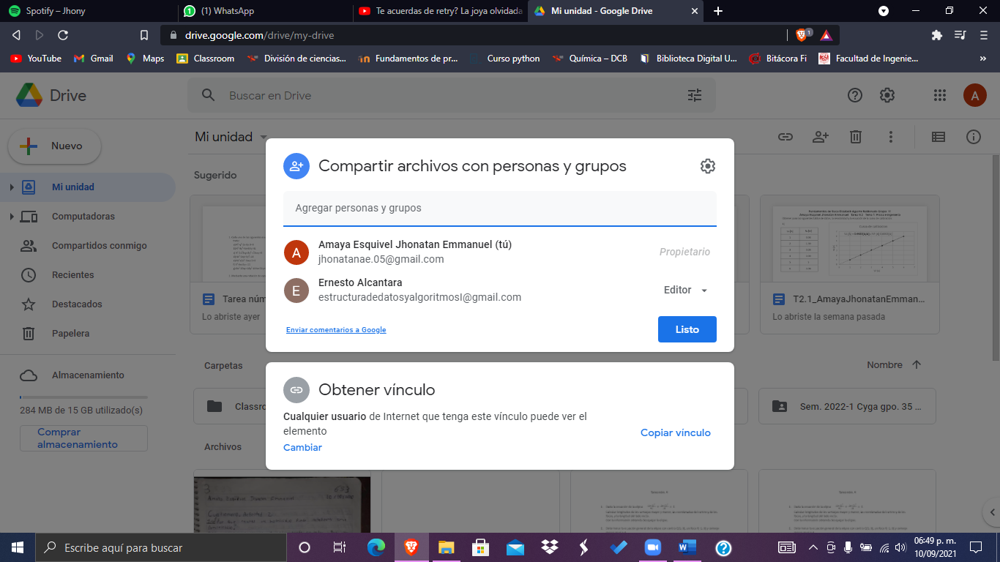 Spotify – Jhony
(1) WhatsApp
Te acuerdas de retry? La joya olvidada
Mi unidad - Google Drive
drive.google.com/drive/my-drive
1
YouTube
Gmail
Maps
Classroom
División de ciencias...
Fundamentos de pr...
Curso python
Química – DCB
Biblioteca Digital U...
Bitácora Fi
Facultad de Ingenie...
Drive
Buscar en Drive
A
Nuevo
Mi unidad
Computadoras
Compartidos conmigo
Recientes
Destacados
Papelera
Almacenamiento
284 MB de 15 GB utilizado(s)
Comprar
almacenamiento
Mi unidad
Sugerido
Tarea núm
Lo abriste ayer
T2.1_AmayaJhonatanEmman...
Lo abriste la semana pasada
Carpetas
Nombre
Classro
Sem. 2022-1 Cyga gpo. 35 ...
Archivos
Compartir archivos con personas y grupos
Agregar personas y grupos
A
Amaya Esquivel Jhonatan Emmanuel (tú)
jhonatanae.05@gmail.com
Propietario
E
Ernesto Alcantara
estructuradedatosyalgoritmosI@gmail.com
Editor
Enviar comentarios a Google
Listo
Obtener vínculo
Cualquier usuario de Internet que tenga este vínculo puede ver el
elemento
Cambiar
Copiar vínculo
Escribe aquí para buscar
06:49 p. m.
10/09/2021